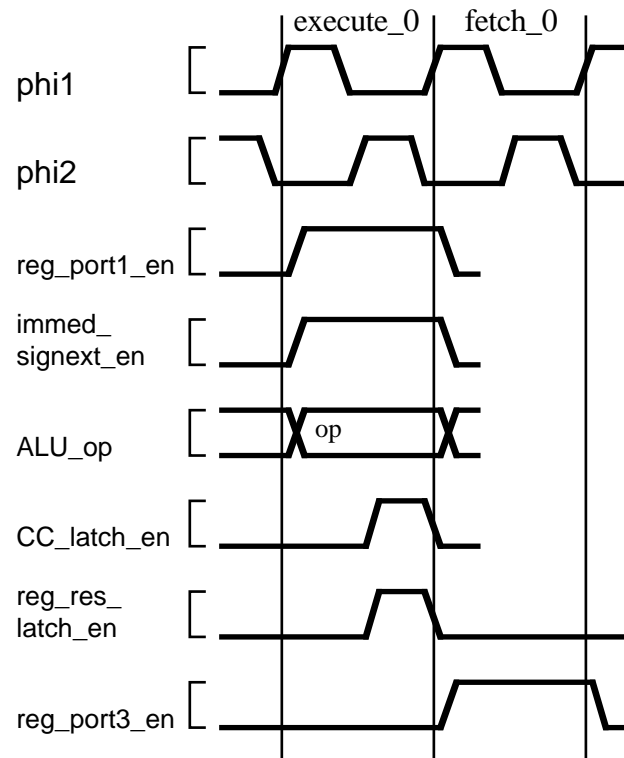 execute_0 fetch_0
phi1
phi2
reg_port1_en
immed_
signext_en
ALU_op
op
CC_latch_en
reg_res_
latch_en
reg_port3_en